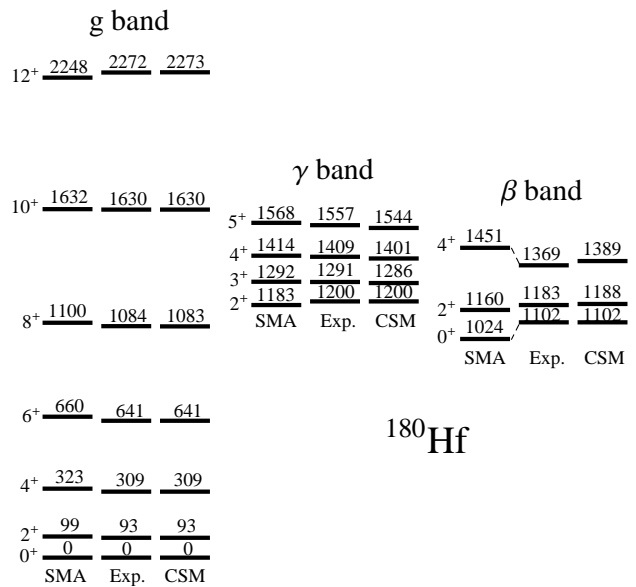 g band
12⁺ 2248 2272 2273
10⁺ 1632 1630 1630
8⁺ 1100 1084 1083
6⁺ 660 641 641
4⁺ 323 309 309
2⁺ 99 93 93
0⁺ 0 0 0
SMA Exp. CSM
γ band
5⁺ 1568 1557 1544
4⁺ 1414 1409 1401
3⁺ 1292 1291 1286
2⁺ 1183 1200 1200
SMA Exp. CSM
β band
4⁺ 1451 1369 1389
2⁺ 1160 1183 1188
0⁺ 1024 1102 1102
SMA Exp. CSM
¹⁸⁰Hf